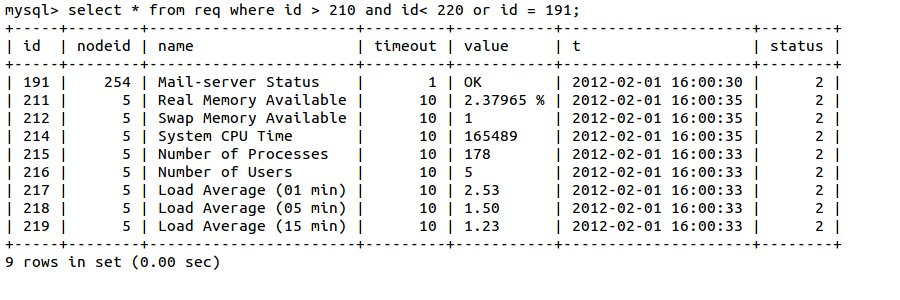 mysql> select * from req where id > 210 and id< 220 or id = 191;
+-----+--------+-----------------------+---------+-----------+---------------------+--------+
| id  | nodeid | name                  | timeout | value     | t                   | status |
+-----+--------+-----------------------+---------+-----------+---------------------+--------+
| 191 |    254 | Mail-server Status    |       1 | OK        | 2012-02-01 16:00:30 |      2 |
| 211 |      5 | Real Memory Available |      10 | 2.37965 % | 2012-02-01 16:00:35 |      2 |
| 212 |      5 | Swap Memory Available |      10 | 1         | 2012-02-01 16:00:35 |      2 |
| 214 |      5 | System CPU Time       |      10 | 165489    | 2012-02-01 16:00:35 |      2 |
| 215 |      5 | Number of Processes   |      10 | 178       | 2012-02-01 16:00:33 |      2 |
| 216 |      5 | Number of Users       |      10 | 5         | 2012-02-01 16:00:33 |      2 |
| 217 |      5 | Load Average (01 min) |      10 | 2.53      | 2012-02-01 16:00:33 |      2 |
| 218 |      5 | Load Average (05 min) |      10 | 1.50      | 2012-02-01 16:00:33 |      2 |
| 219 |      5 | Load Average (15 min) |      10 | 1.23      | 2012-02-01 16:00:33 |      2 |
+-----+--------+-----------------------+---------+-----------+---------------------+--------+
9 rows in set (0.00 sec)